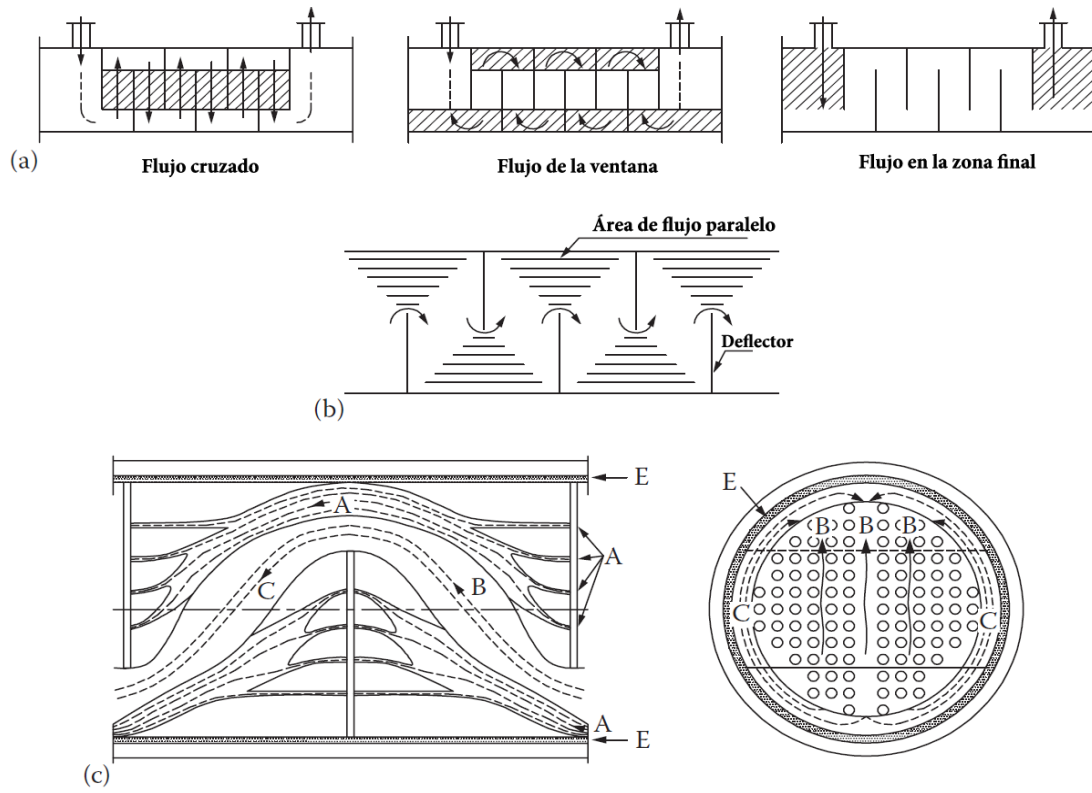 (a)
Flujo cruzado
Flujo de la ventana
Flujo en la zona final
Área de flujo paralelo
Deflector
(b)
E
A
A
C
B
A
E
(c)
E
B B B
C C